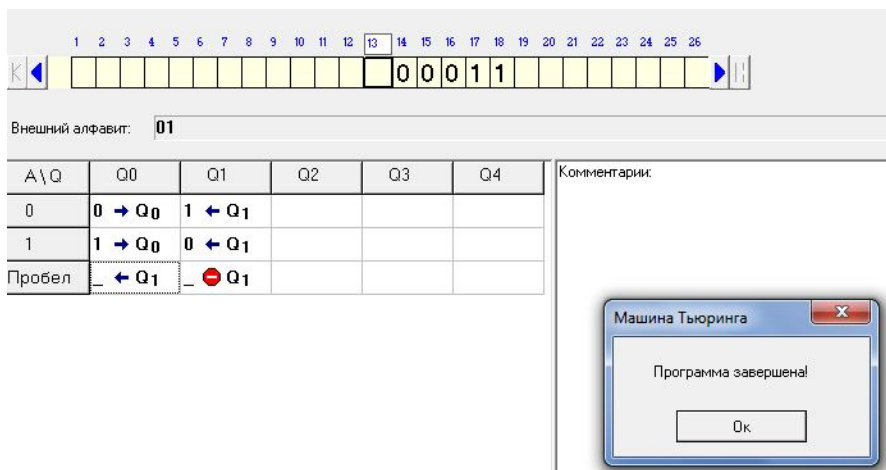 1 2 3 4 5 6 7 8 9 10 11 12 13 14 15 16 17 18 19 20 21 22 23 24 25 26
0 0 0 1 1
Внешний алфавит: 01
A\Q Q0 Q1 Q2 Q3 Q4
0 0 → Q0 1 ← Q1
1 1 → Q0 0 ← Q1
Пробел _ ← Q1 _ Q1
Комментарии:
Машина Тьюринга
Программа завершена!
Ок